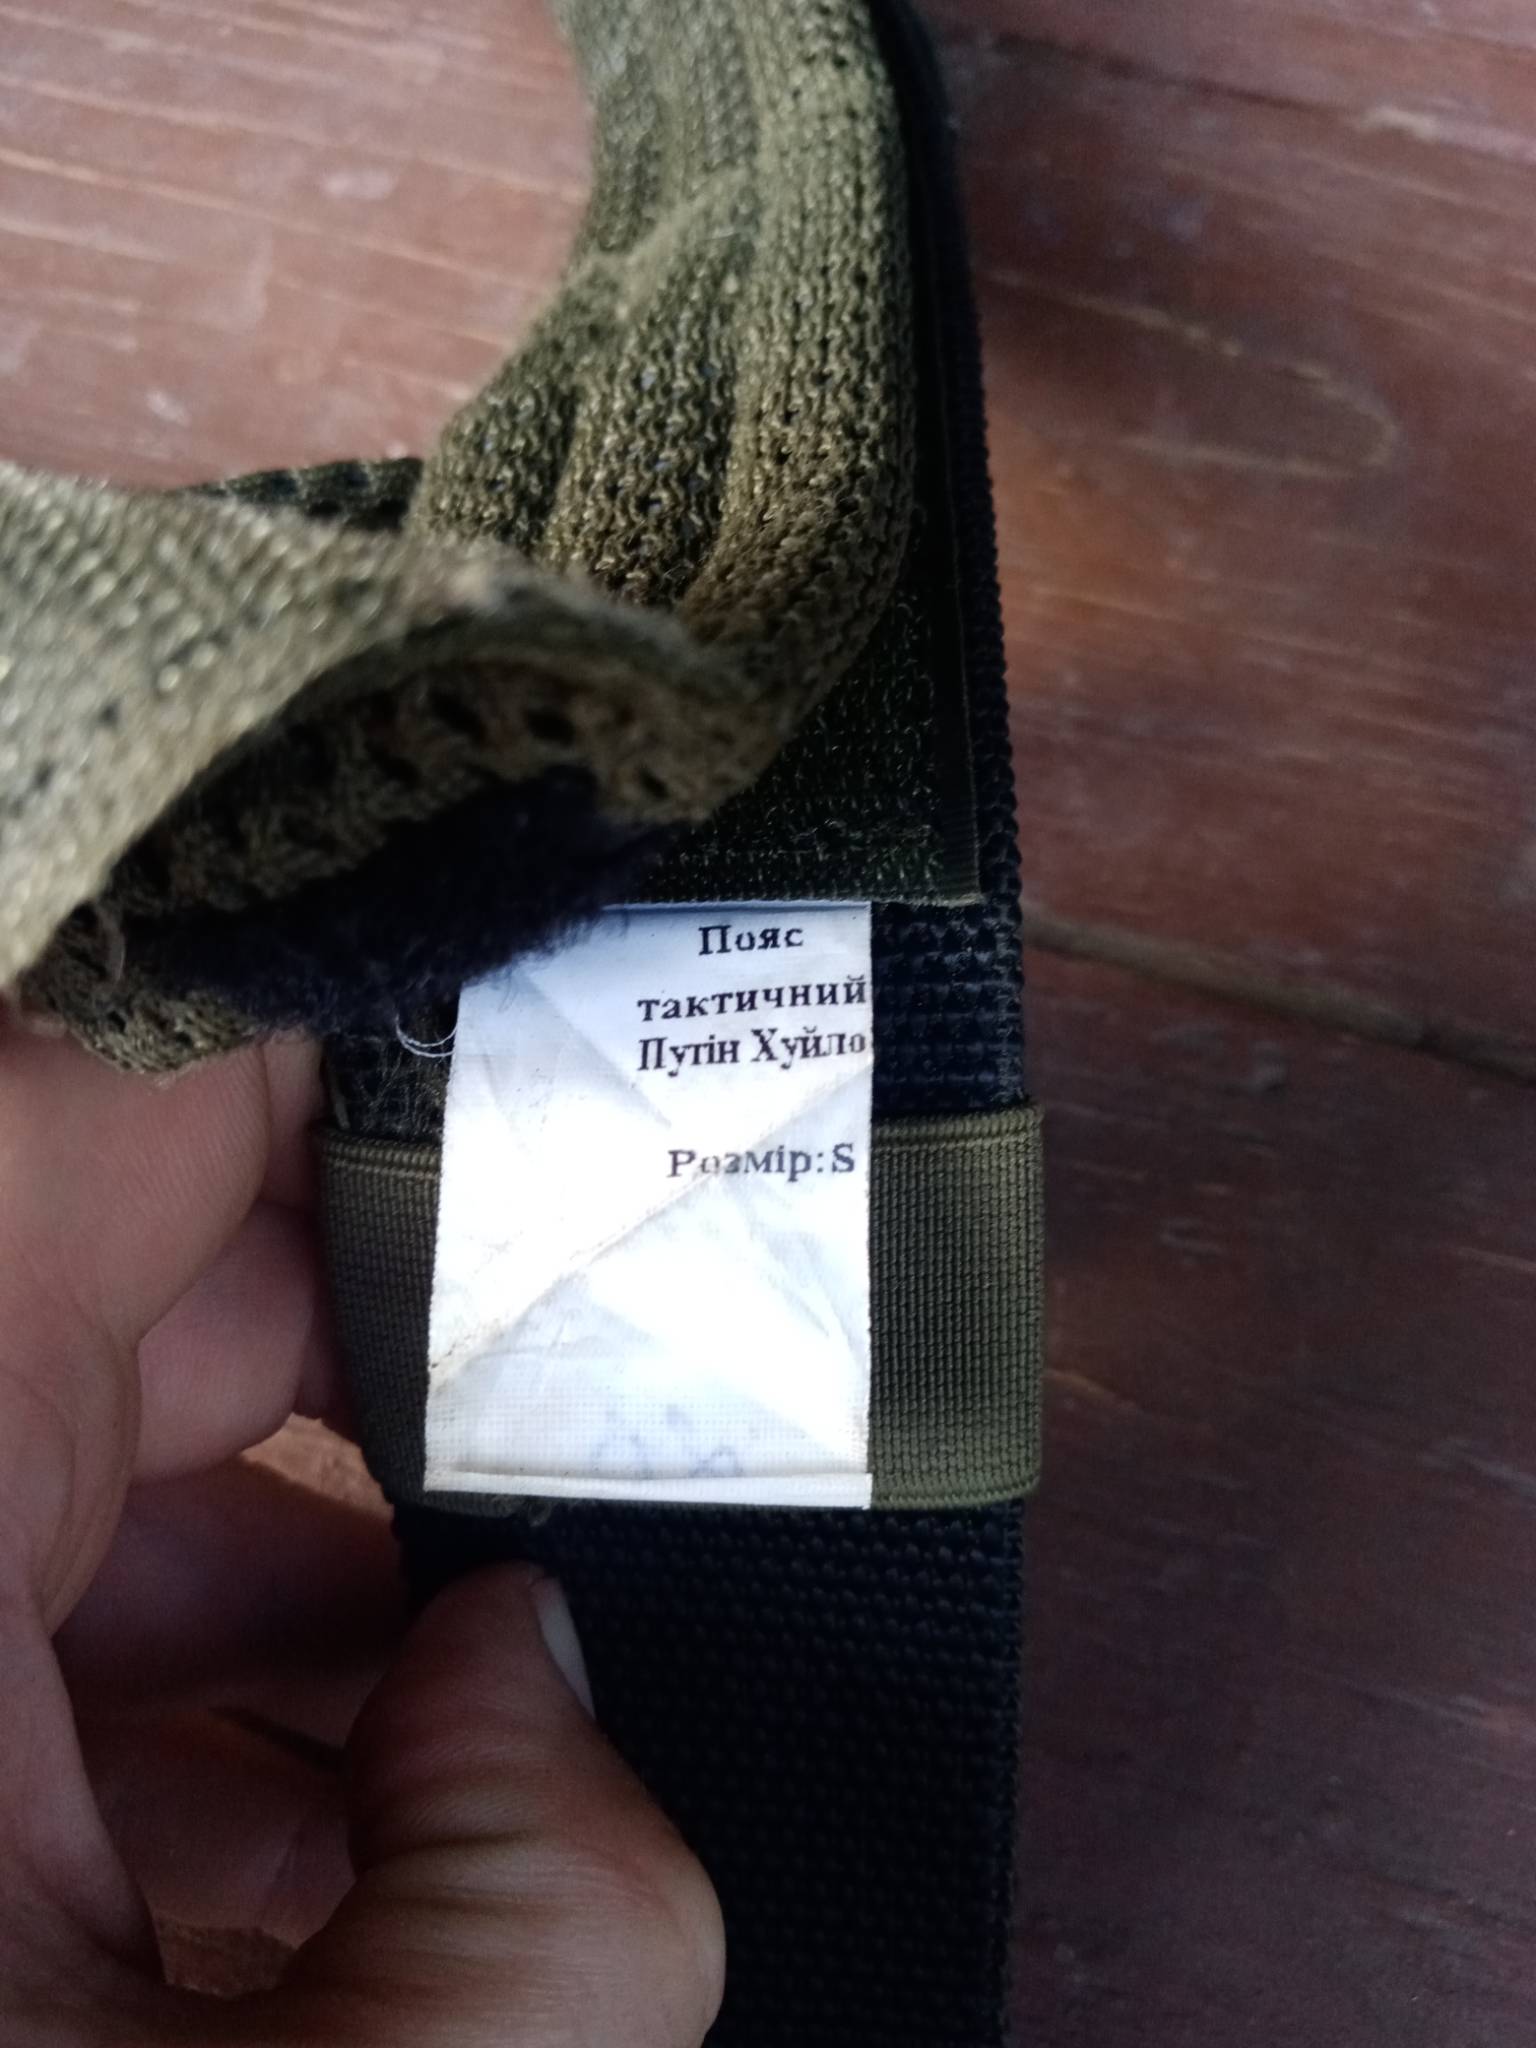 Пояс
тактичний
Путін Хуйло
Розмір:S